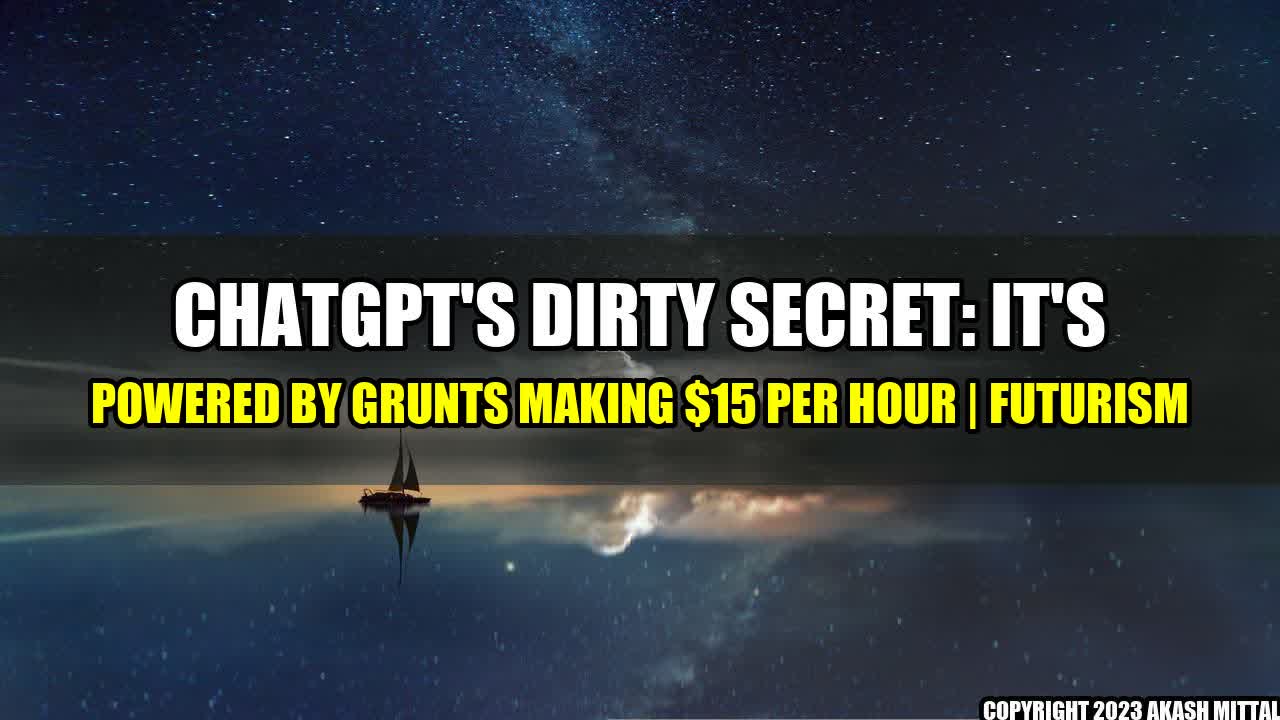 CHATGPT'S DIRTY SECRET: IT'S
POWERED BY GRUNTS MAKING $15 PER HOUR | FUTURISM
COPYRIGHT 2023 AKASH MITTAL